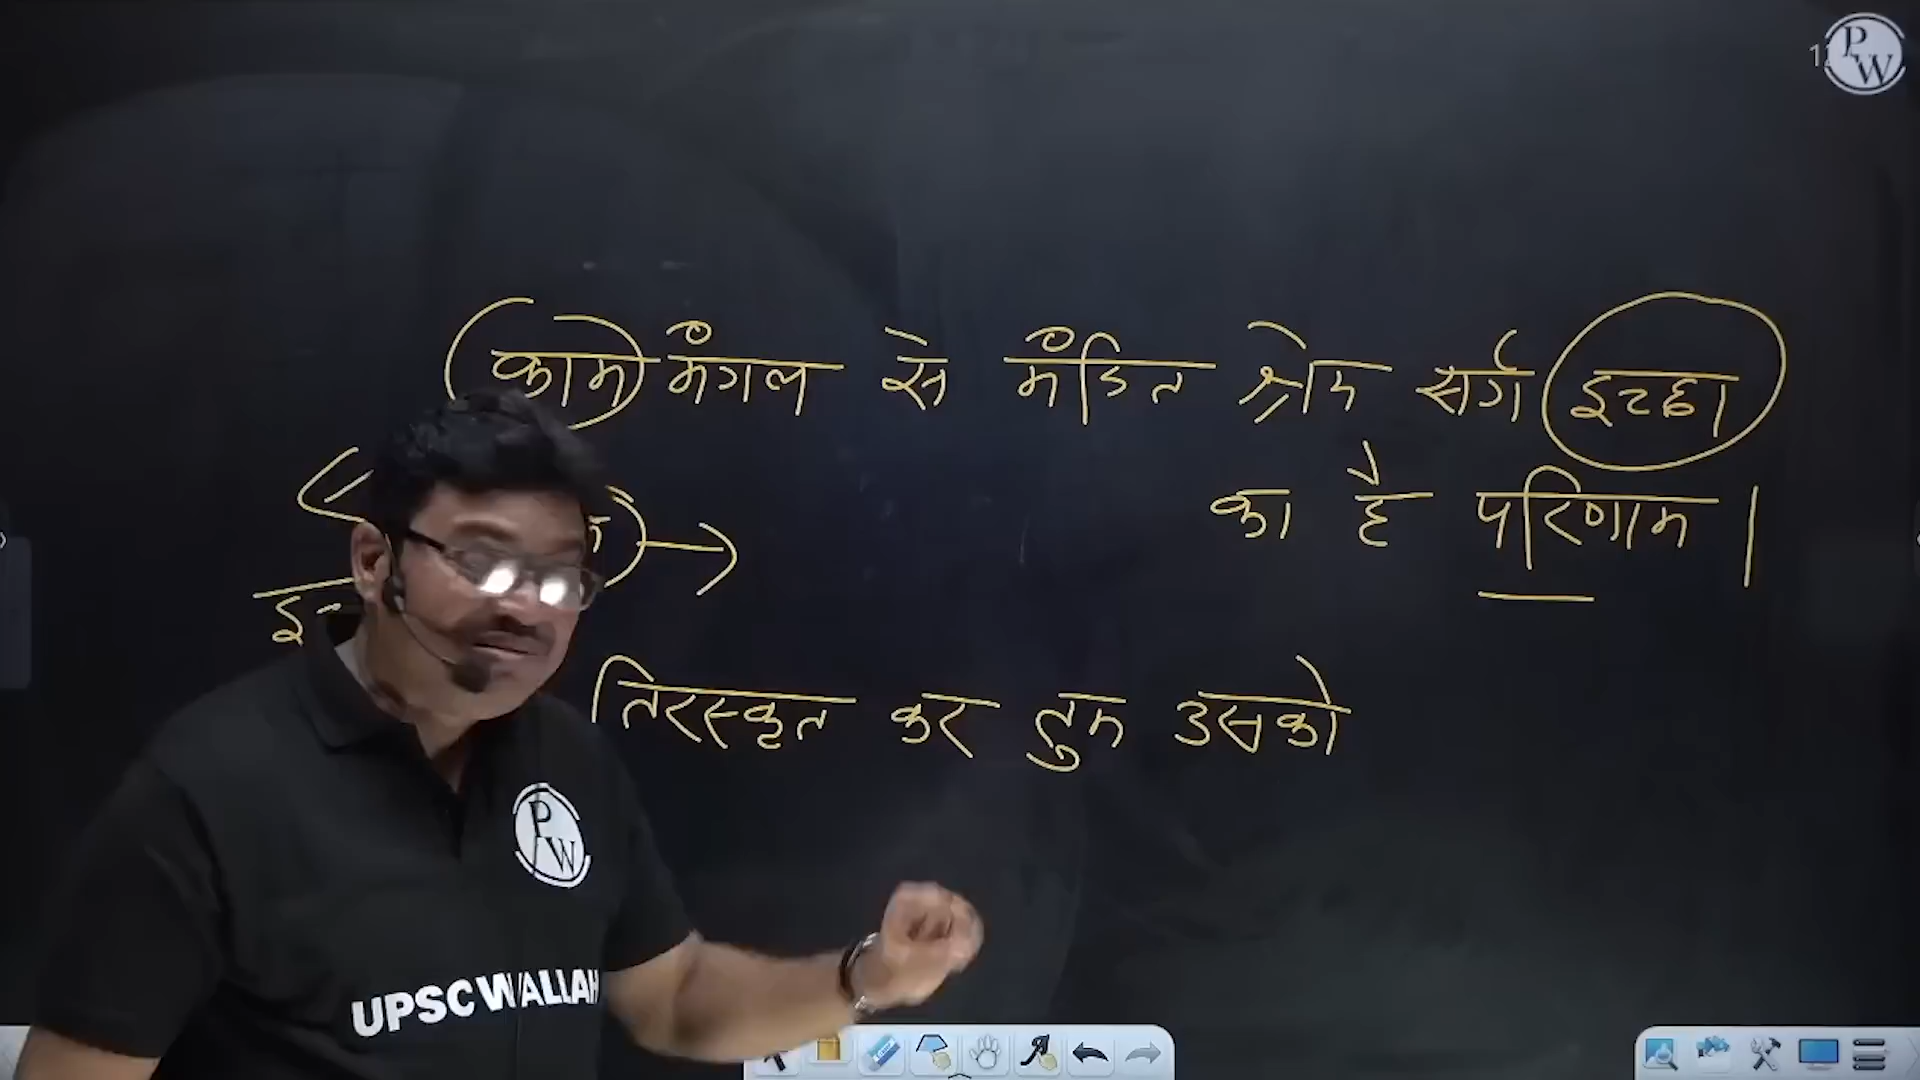 PW
काम मंगल से मंडित श्रेय सर्ग इच्छा
का है परिणाम ।
तिरस्कृत कर तुम उसको
PW
UPSC WALLAH